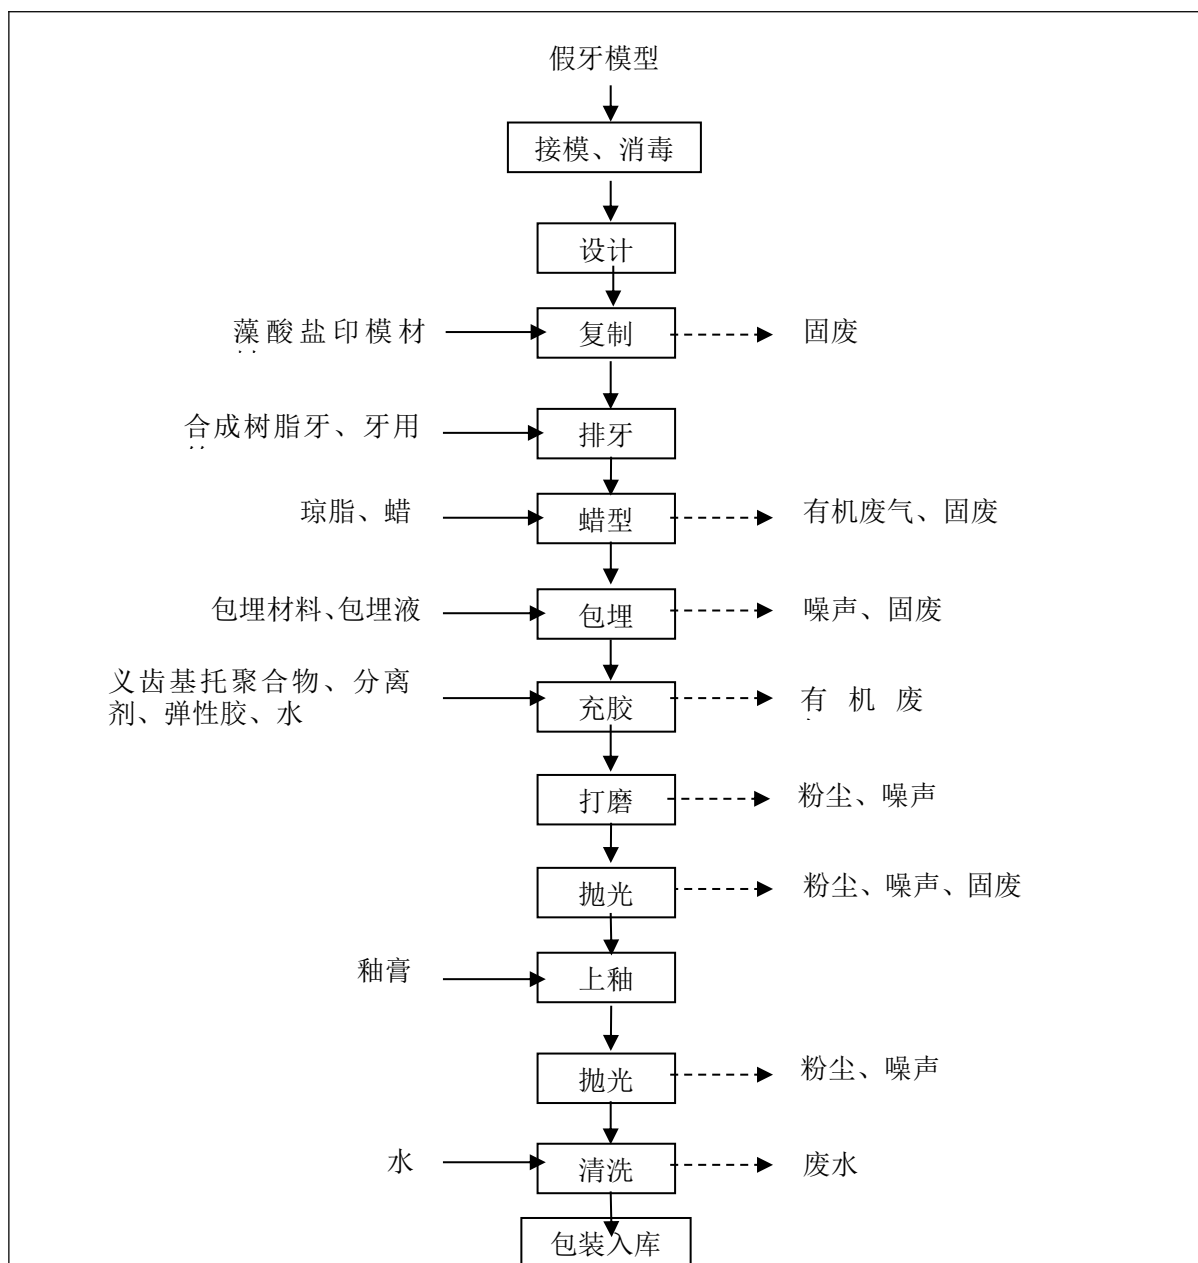 假牙模型
接模、消毒
设计
藻酸盐印模材
复制
固废
合成树脂牙、牙用
排牙
琼脂、蜡
蜡型
有机废气、固废
包埋材料、包埋液
包埋
噪声、固废
义齿基托聚合物、分离
剂、弹性胶、水
充胶
有机废
打磨
粉尘、噪声
抛光
粉尘、噪声、固废
釉膏
上釉
抛光
粉尘、噪声
水
清洗
废水
包装入库